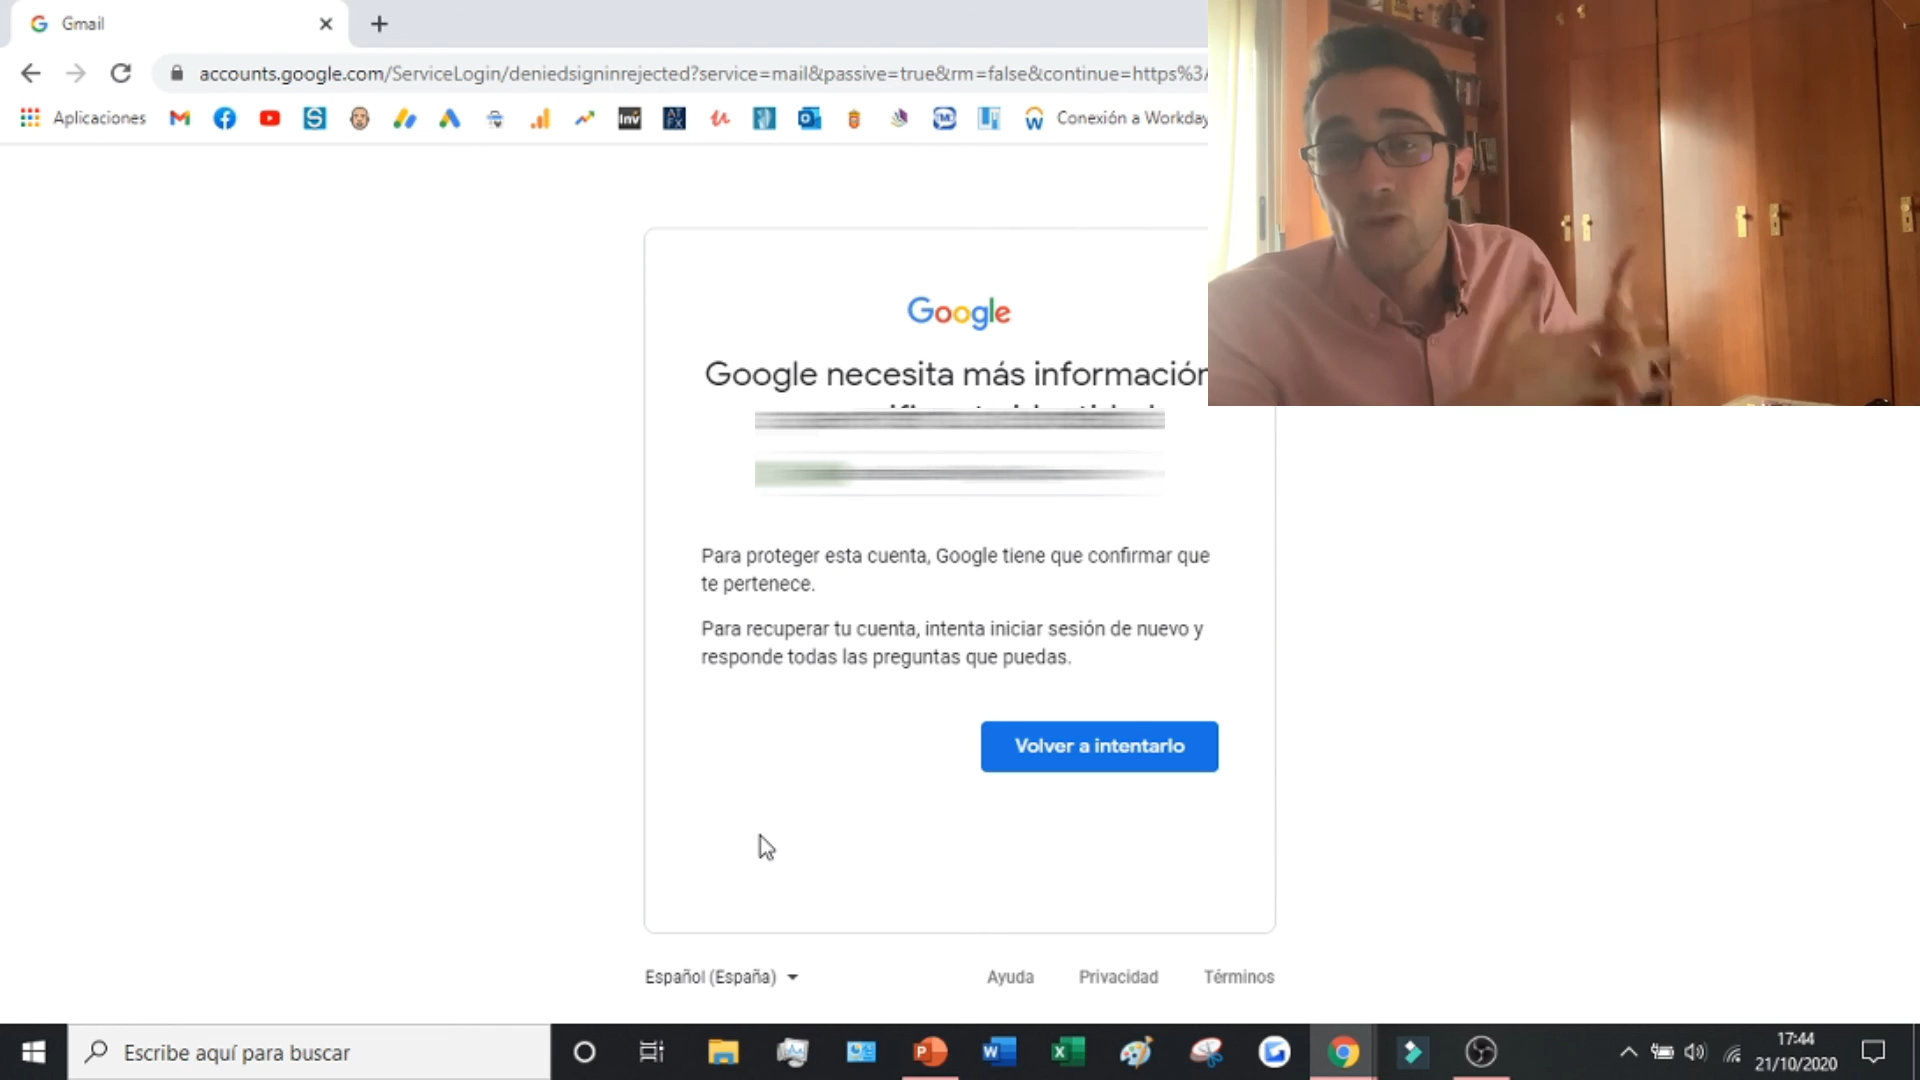 Gmail
accounts.google.com/ServiceLogin/deniedsigninrejected?service=mail&passive=true&rm=false&continue=https%3/
Aplicaciones
Inv
Conexión a Workday
Google
Google necesita más información
Para proteger esta cuenta, Google tiene que confirmar que
te pertenece.
Para recuperar tu cuenta, intenta iniciar sesión de nuevo y
responde todas las preguntas que puedas.
Volver a intentarlo
Español (España)
Ayuda
Privacidad
Términos
Escribe aquí para buscar
17:44
21/10/2020